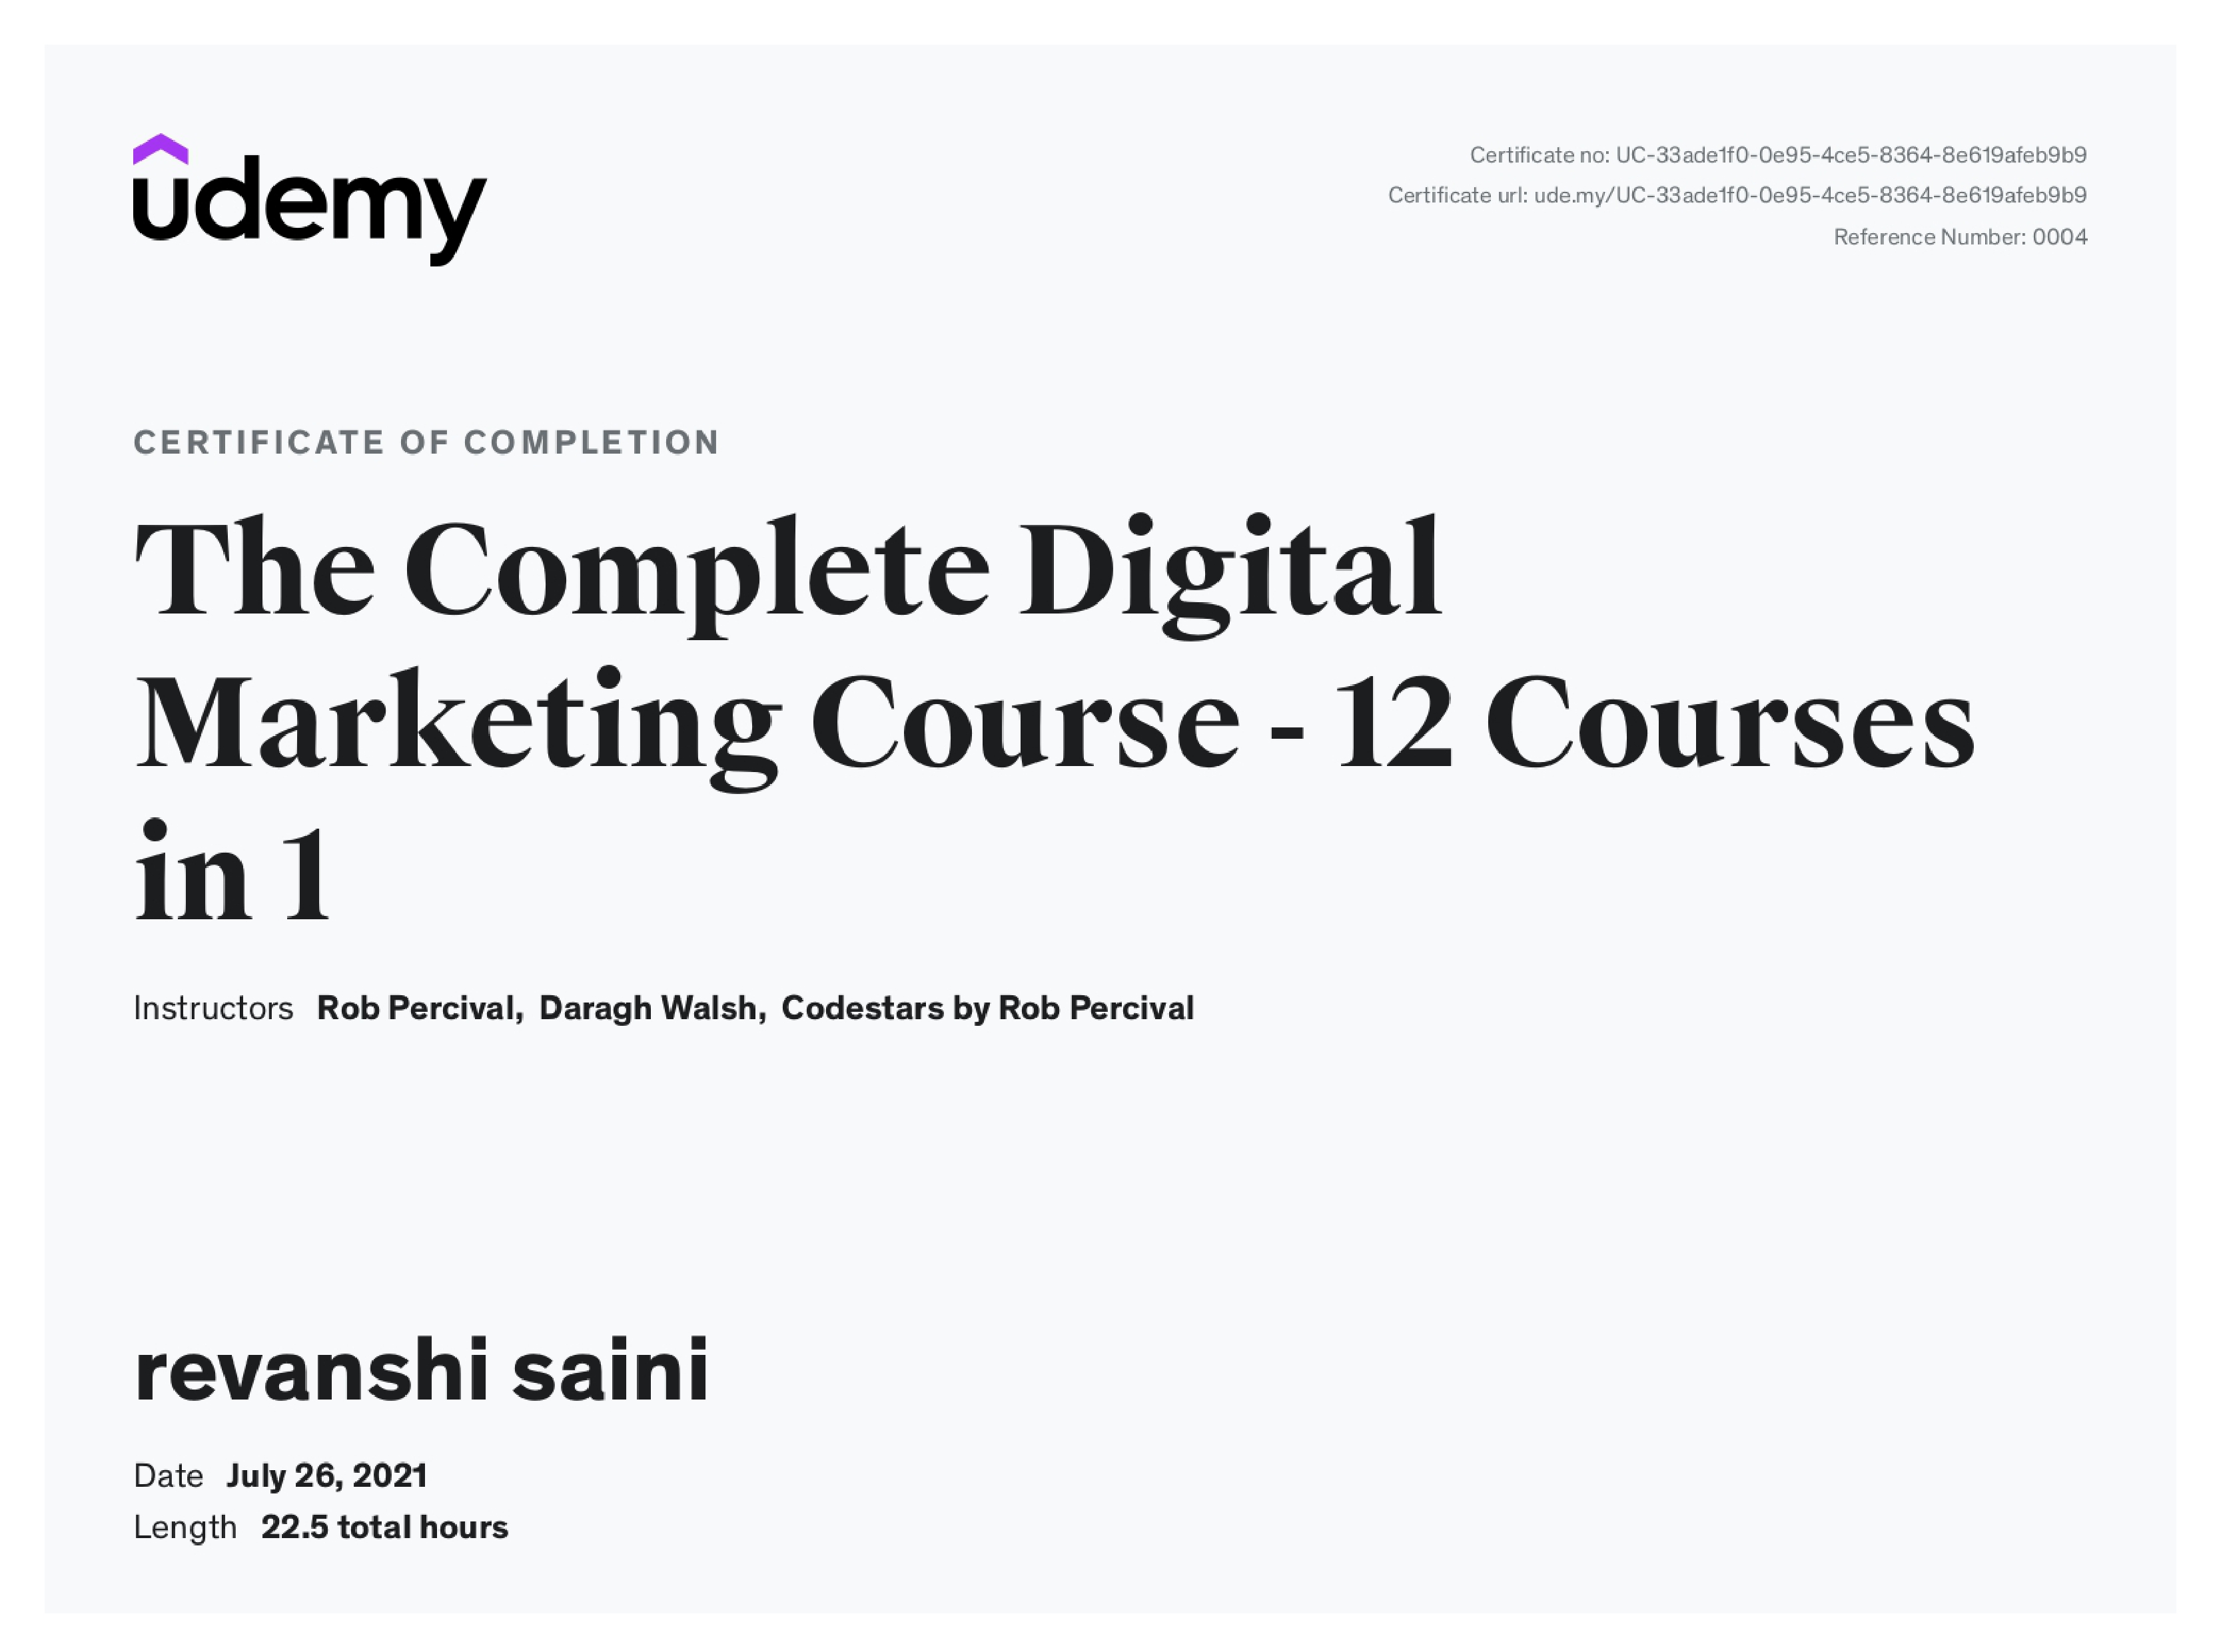 udemy
Certificate no: UC-33ade1f0-0e95-4ce5-8364-8e619afeb9b9
Certificate url: ude.my/UC-33ade1f0-0e95-4ce5-8364-8e619afeb9b9
Reference Number: 0004
CERTIFICATE OF COMPLETION
The Complete Digital
Marketing Course - 12 Courses
in 1
Instructors Rob Percival, Daragh Walsh, Codestars by Rob Percival
revanshi saini
Date July 26, 2021
Length 22.5 total hours